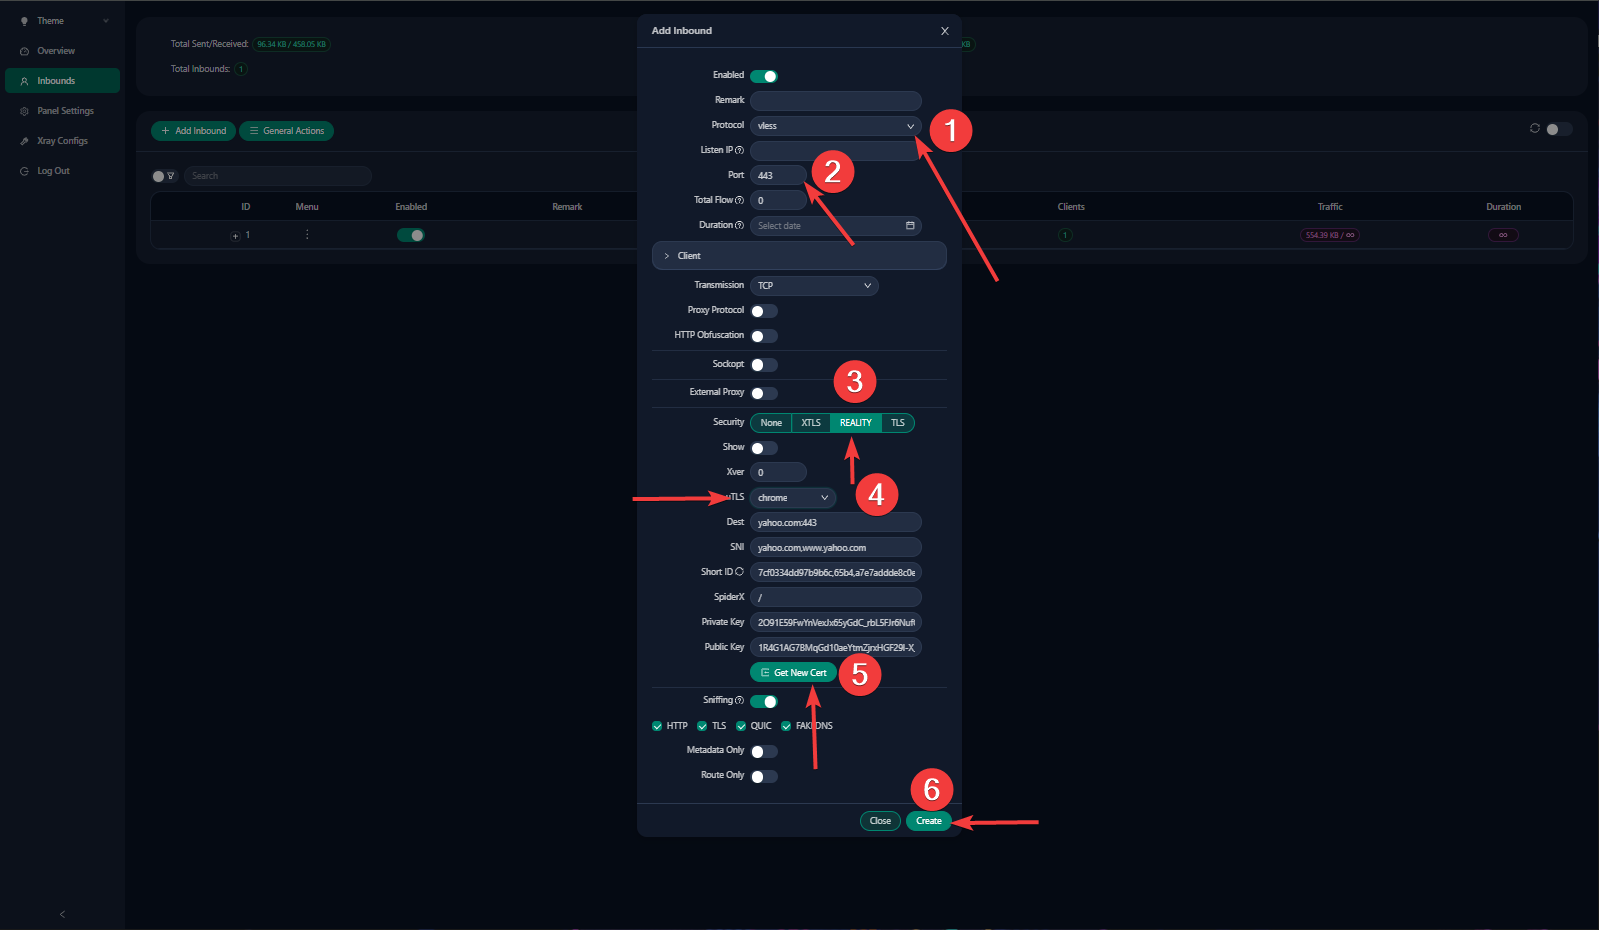 Theme
Overview
Inbounds
Panel Settings
Xray Configs
Log Out
Total Sent/Received: 96.34 KB / 458.05 KB
KB
Total Inbounds: 1
+ Add Inbound
General Actions
Search
ID Menu Enabled Remark Clients Traffic Duration
1 1 554.39 KB / ∞ ∞
Add Inbound
Enabled
Remark
Protocol vless
1
Listen IP
Port 443
2
Total Flow 0
Duration Select date
Client
Transmission TCP
Proxy Protocol
HTTP Obfuscation
Sockopt
External Proxy
3
Security None XTLS REALITY TLS
Show
Xver 0
uTLS chrome
4
Dest yahoo.com:443
SNI yahoo.com,www.yahoo.com
Short ID 7cf0334dd97b9b6c,65b4,a7e7addde8c0e
SpiderX /
Private Key
Public Key
Get New Cert
5
Sniffing
HTTP TLS QUIC FAKEDNS
Metadata Only
Route Only
6
Close Create